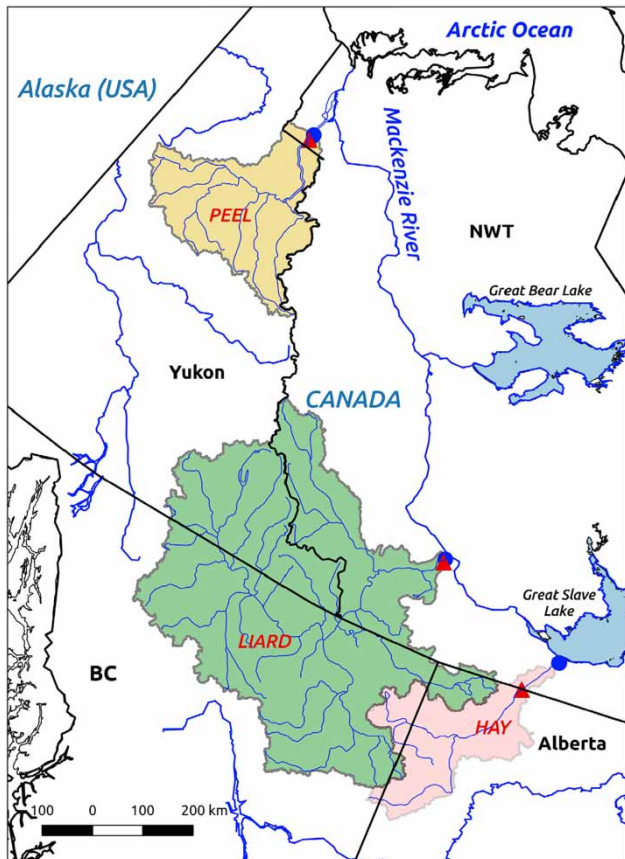 Arctic Ocean
Alaska (USA)
Mackenzie River
PEEL
NWT
Great Bear Lake
Yukon
CANADA
Great Slave
Lake
LIARD
BC
HAY
Alberta
100 0 100 200 km